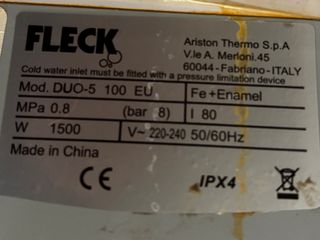 FLECK
Ariston Thermo S.p.A
V.le A. Merloni.45
60044 - Fabriano - ITALY
Cold water inlet must be fitted with a pressure limitation device
Mod. DUO-5 100 EU
Fe+Enamel
MPa 0.8 (bar 8)
l 80
W 1500
V~ 220-240 50/60Hz
Made in China
CE
IPX4